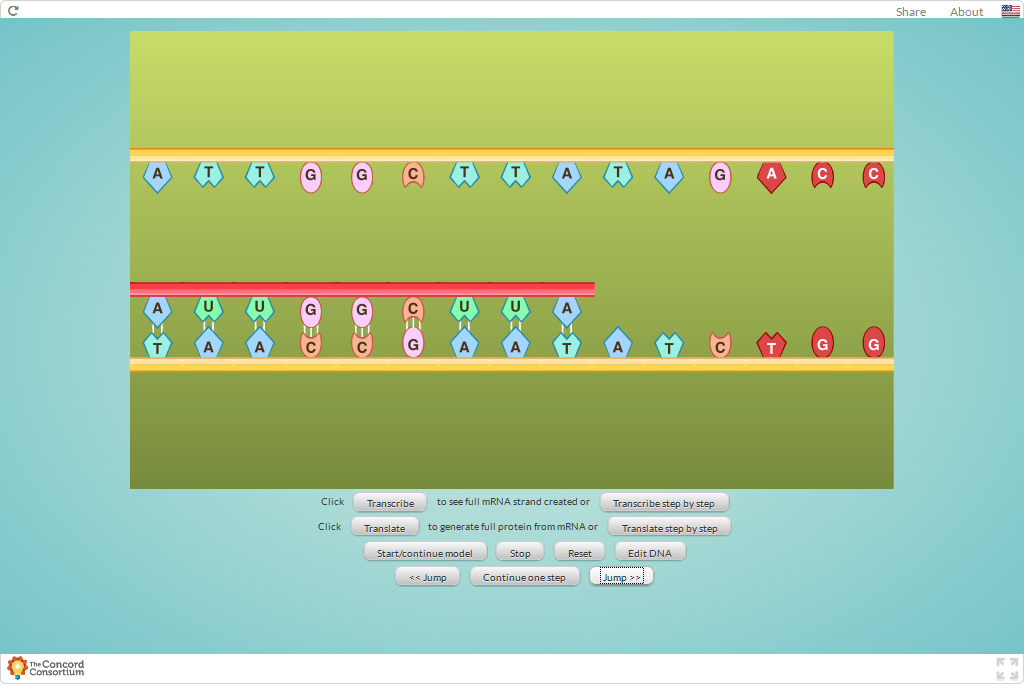 Share About
A T T G G C T T A T A G A C C
A U U G G C U U A
T A A C C G A A T A T C T G G
Click Transcribe to see full mRNA strand created or Transcribe step by step
Click Translate to generate full protein from mRNA or Translate step by step
Start/continue model Stop Reset Edit DNA
<< Jump Continue one step Jump >>
The Concord
Consortium